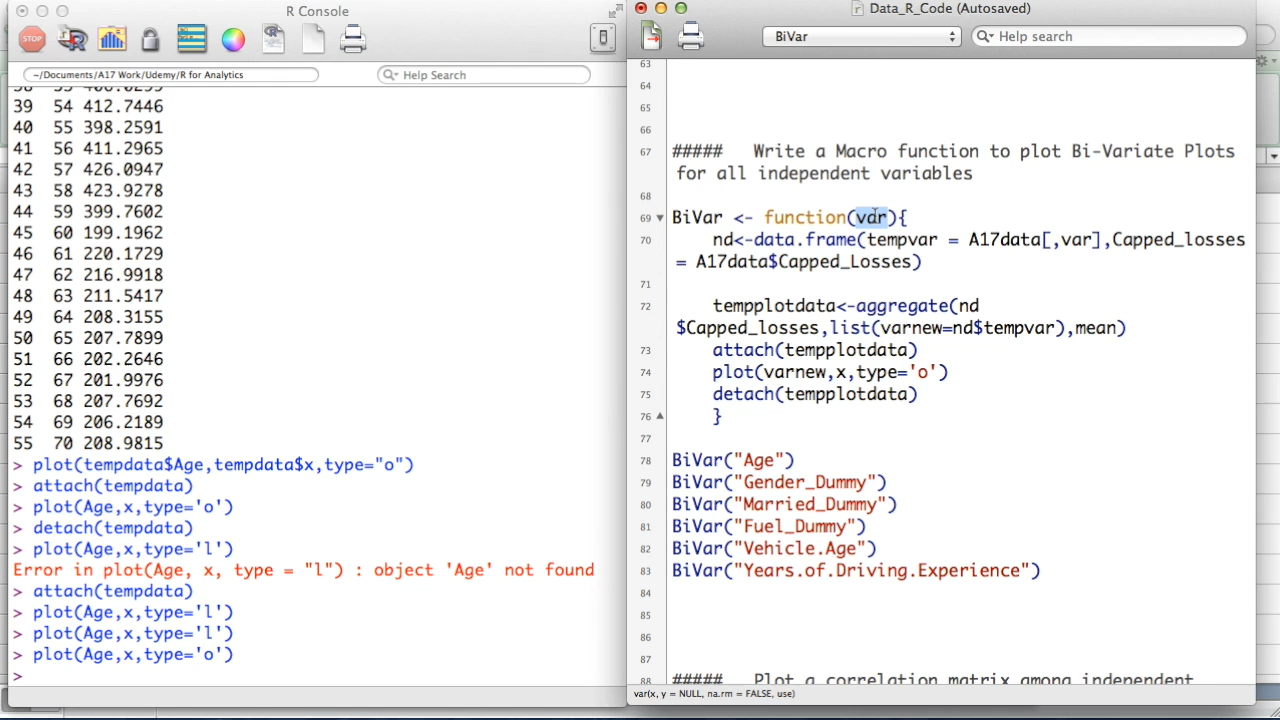 R Console
STOP
~/Documents/A17 Work/Udemy/R for Analytics
Help Search
39 54 412.7446
40 55 398.2591
41 56 411.2965
42 57 426.0947
43 58 423.9278
44 59 399.7602
45 60 199.1962
46 61 220.1729
47 62 216.9918
48 63 211.5417
49 64 208.3155
50 65 207.7899
51 66 202.2646
52 67 201.9976
53 68 207.7692
54 69 206.2189
55 70 208.9815
> plot(tempdata$Age,tempdata$x,type="o")
> attach(tempdata)
> plot(Age,x,type='o')
> detach(tempdata)
> plot(Age,x,type='l')
Error in plot(Age, x, type = "l") : object 'Age' not found
> attach(tempdata)
> plot(Age,x,type='l')
> plot(Age,x,type='l')
> plot(Age,x,type='o')
>
Data_R_Code (Autosaved)
BiVar
Help search
63
64
65
66
67 ##### Write a Macro function to plot Bi-Variate Plots
for all independent variables
68
69 BiVar <- function(var){
70 nd<-data.frame(tempvar = A17data[,var],Capped_losses
= A17data$Capped_Losses)
71
72 tempplotdata<-aggregate(nd
$Capped_losses,list(varnew=nd$tempvar),mean)
73 attach(tempplotdata)
74 plot(varnew,x,type='o')
75 detach(tempplotdata)
76 }
77
78 BiVar("Age")
79 BiVar("Gender_Dummy")
80 BiVar("Married_Dummy")
81 BiVar("Fuel_Dummy")
82 BiVar("Vehicle.Age")
83 BiVar("Years.of.Driving.Experience")
84
85
86
87
88 ##### Plot a correlation matrix among independent
var(x, y = NULL, na.rm = FALSE, use)